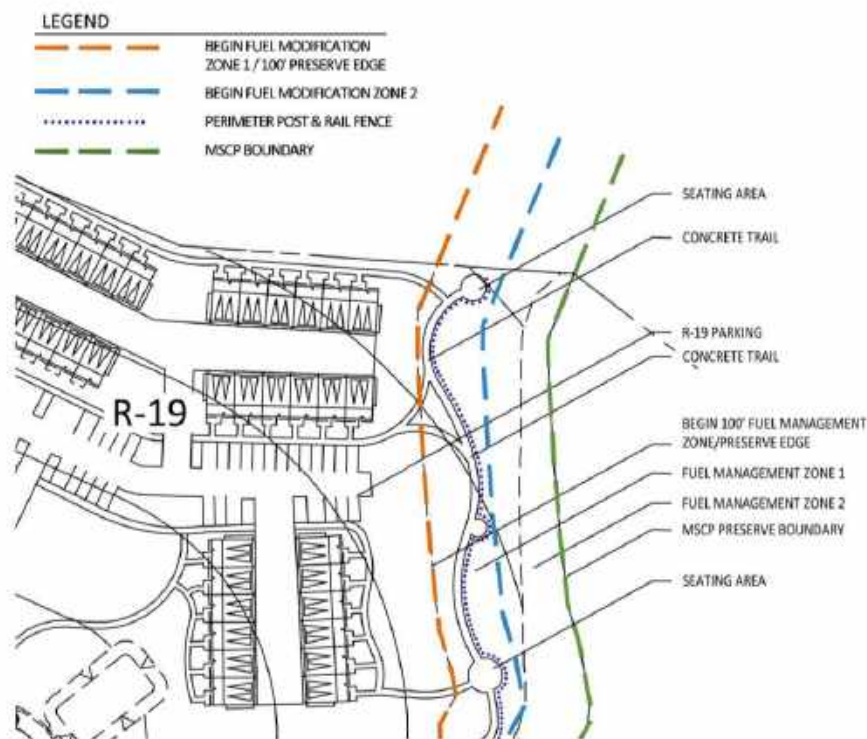 LEGEND
BEGIN FUEL MODIFICATION
ZONE 1 / 100' PRESERVE EDGE
BEGIN FUEL MODIFICATION ZONE 2
PERIMETER POST & RAIL FENCE
MSCP BOUNDARY
SEATING AREA
CONCRETE TRAIL
R-19 PARKING
CONCRETE TRAIL
R-19
BEGIN 100' FUEL MANAGEMENT
ZONE/PRESERVE EDGE
FUEL MANAGEMENT ZONE 1
FUEL MANAGEMENT ZONE 2
MSCP PRESERVE BOUNDARY
SEATING AREA